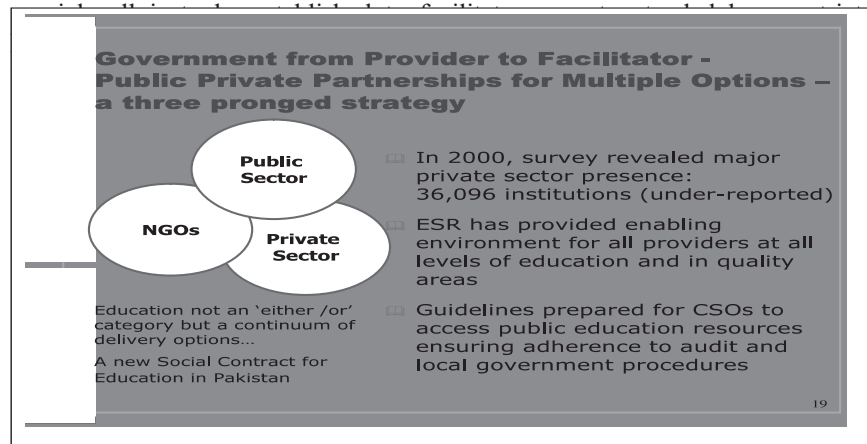 Government from Provider to Facilitator -
Public Private Partnerships for Multiple Options –
a three pronged strategy
Public
Sector
NGOs
Private
Sector
Education not an ‘either /or’
category but a continuum of
delivery options...
A new Social Contract for
Education in Pakistan
In 2000, survey revealed major
private sector presence:
36,096 institutions (under-reported)
ESR has provided enabling
environment for all providers at all
levels of education and in quality
areas
Guidelines prepared for CSOs to
access public education resources
ensuring adherence to audit and
local government procedures
19